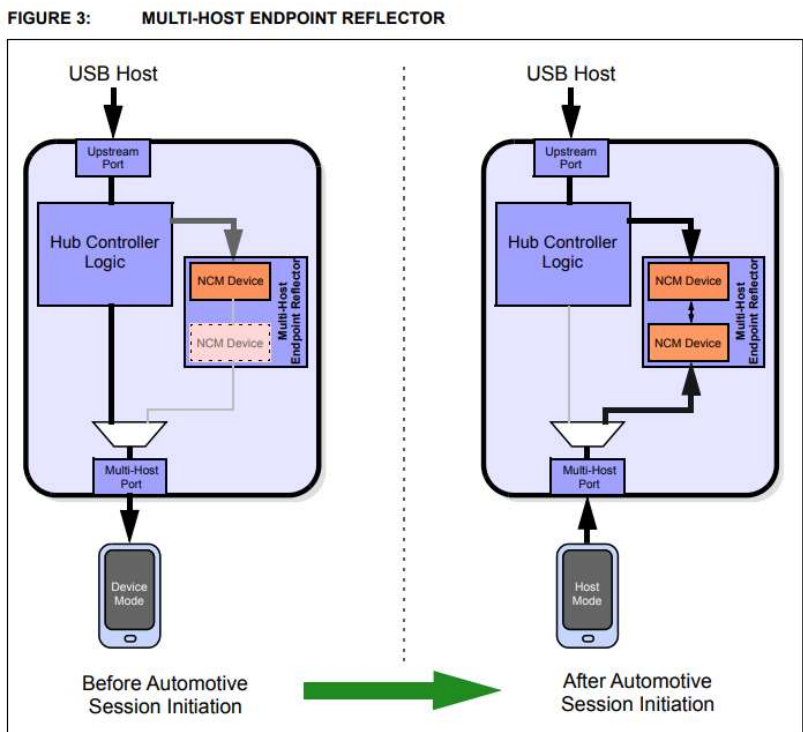 FIGURE 3: MULTI-HOST ENDPOINT REFLECTOR
USB Host
Upstream
Port
Hub Controller
Logic
NCM Device
NCM Device
Multi-Host
Endpoint Reflector
Multi-Host
Port
Device
Mode
Before Automotive
Session Initiation
USB Host
Upstream
Port
Hub Controller
Logic
NCM Device
NCM Device
Multi-Host
Endpoint Reflector
Multi-Host
Port
Host
Mode
After Automotive
Session Initiation